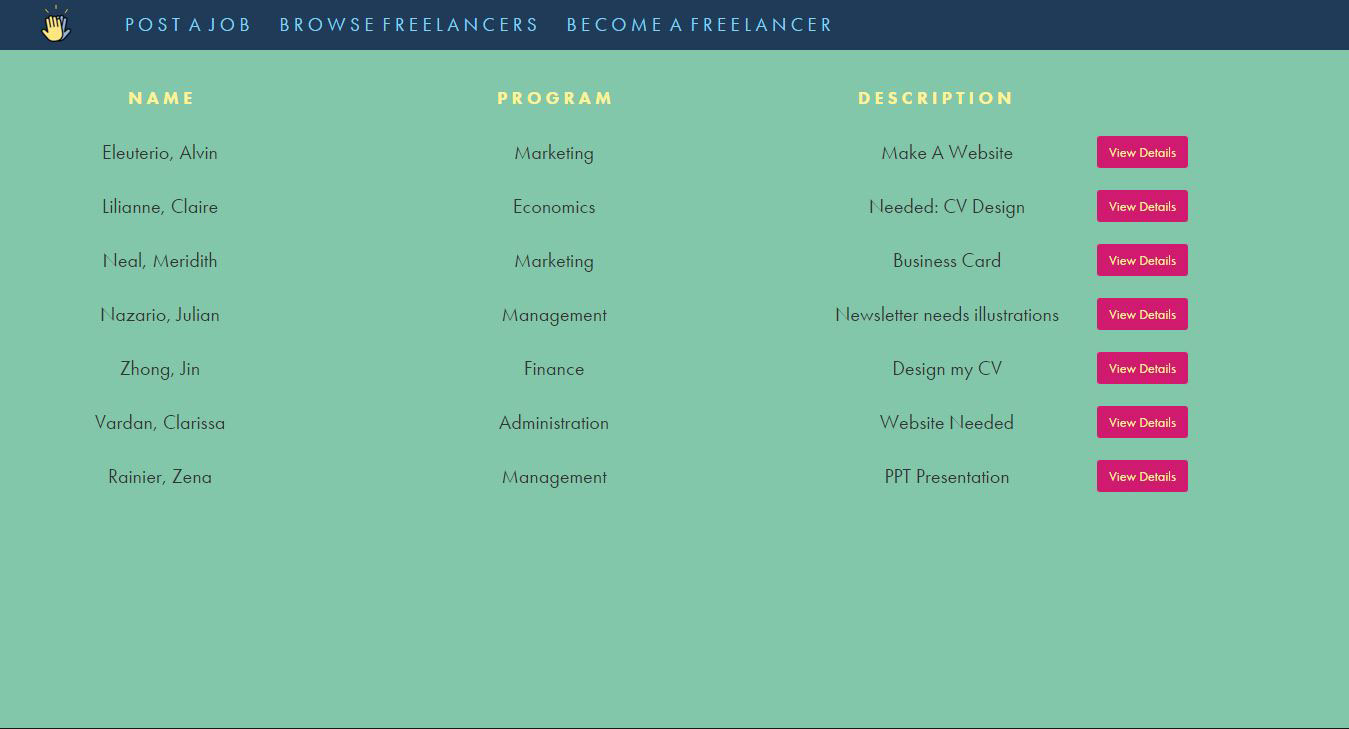 POST A JOB BROWSE FREELANCERS BECOME A FREELANCER
NAME PROGRAM DESCRIPTION
Eleuterio, Alvin Marketing Make A Website View Details
Lilianne, Claire Economics Needed: CV Design View Details
Neal, Meridith Marketing Business Card View Details
Nazario, Julian Management Newsletter needs illustrations View Details
Zhong, Jin Finance Design my CV View Details
Vardan, Clarissa Administration Website Needed View Details
Rainier, Zena Management PPT Presentation View Details